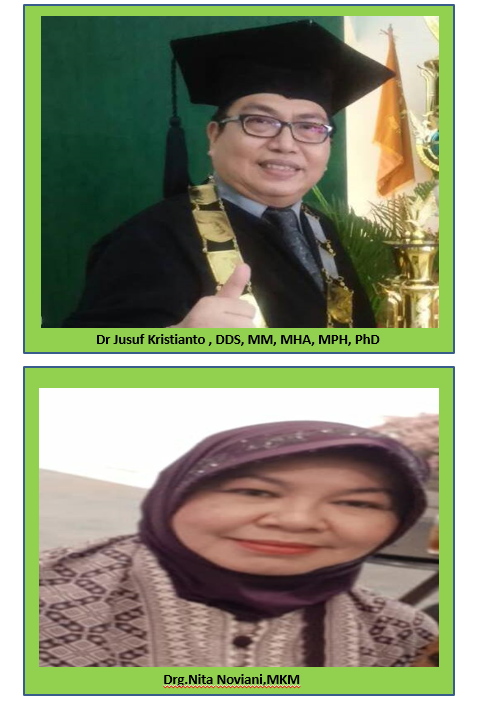 Dr Jusuf Kristianto , DDS, MM, MHA, MPH, PhD
Drg.Nita Noviani,MKM